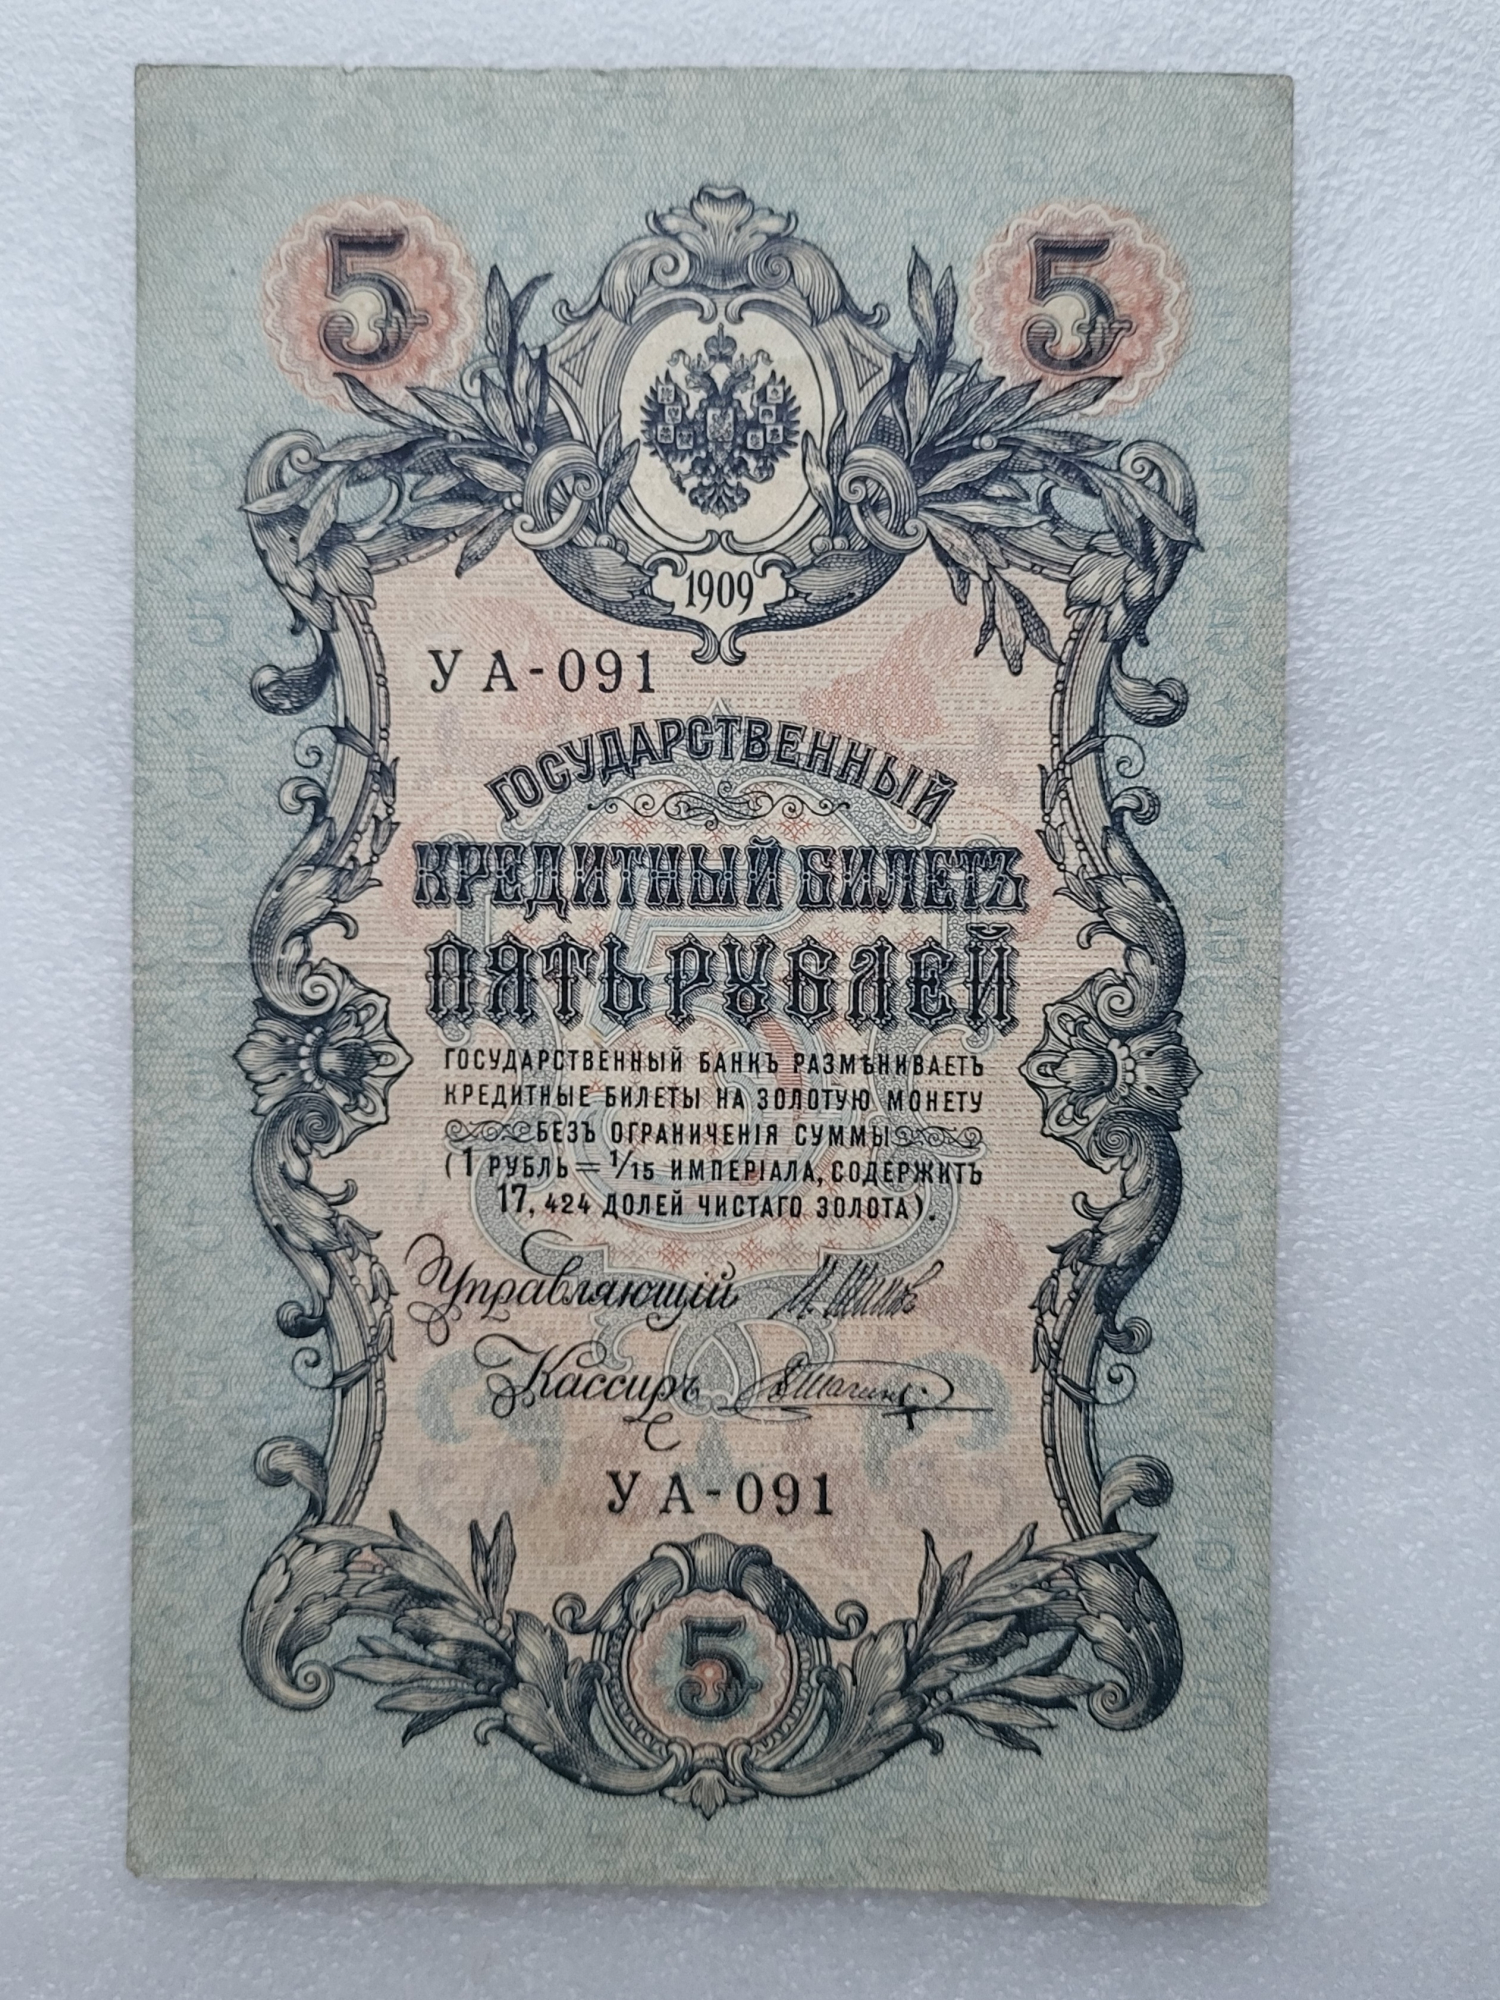 5 5
1909
УА-091
ГОСУДАРСТВЕННЫЙ
КРЕДИТНЫЙ БИЛЕТЪ
ПЯТЬ РУБЛЕЙ
ГОСУДАРСТВЕННЫЙ БАНКЪ РАЗМѢНИВАЕТЪ
КРЕДИТНЫЕ БИЛЕТЫ НА ЗОЛОТУЮ МОНЕТУ
БЕЗЪ ОГРАНИЧЕНІЯ СУММЫ
(1 РУБЛЬ = 1/15 ИМПЕРІАЛА, СОДЕРЖИТЪ
17,424 ДОЛЕЙ ЧИСТАГО ЗОЛОТА).
Управляющій
Кассиръ
УА-091
5